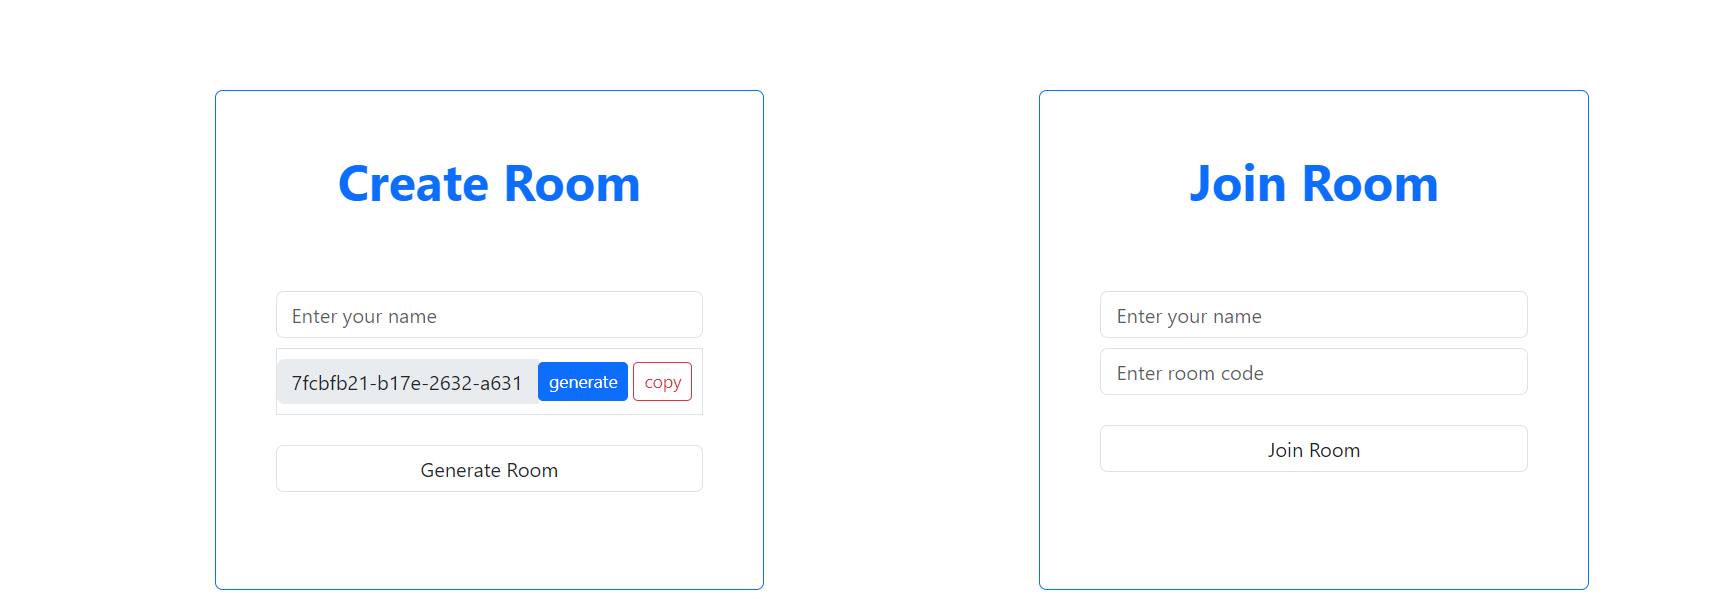 Create Room
Enter your name
7fcbfb21-b17e-2632-a631 generate copy
Generate Room
Join Room
Enter your name
Enter room code
Join Room